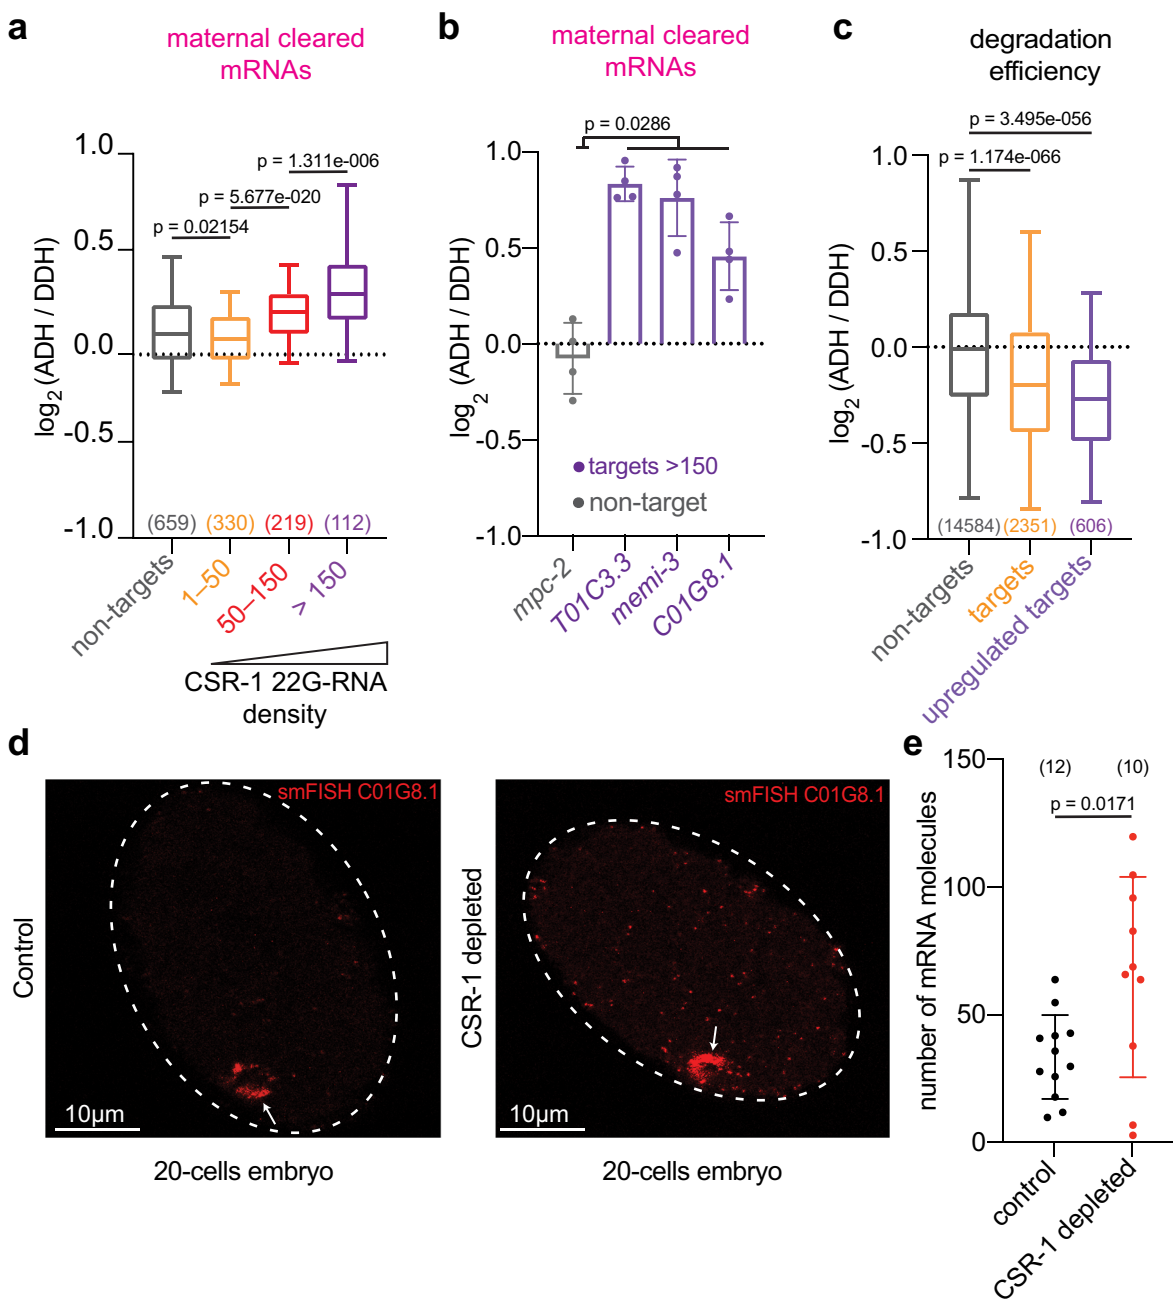 a
maternal cleared
mRNAs
1.0
0.5
0.0
-0.5
-1.0
log2 (ADH / DDH)
p = 1.311e-006
p = 5.677e-020
p = 0.02154
(659) (330) (219) (112)
non-targets
1–50
50–150
> 150
CSR-1 22G-RNA
density
b
maternal cleared
mRNAs
p = 0.0286
1.0
0.5
0.0
-0.5
-1.0
log2 (ADH / DDH)
targets >150
non-target
mpc-2
T01C3.3
memi-3
C01G8.1
c
degradation
efficiency
p = 3.495e-056
p = 1.174e-066
1.0
0.5
0.0
-0.5
-1.0
log2 (ADH / DDH)
(14584) (2351) (606)
non-targets
targets
upregulated targets
d
Control
smFISH C01G8.1
10µm
20-cells embryo
CSR-1 depleted
smFISH C01G8.1
10µm
20-cells embryo
e
number of mRNA molecules
150
100
50
0
(12) (10)
p = 0.0171
control
CSR-1 depleted